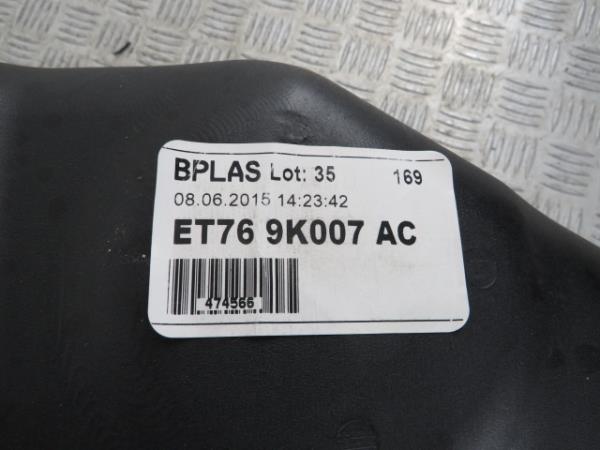 BPLAS Lot: 35 169
08.06.2015 14:23:42
ET76 9K007 AC
474566